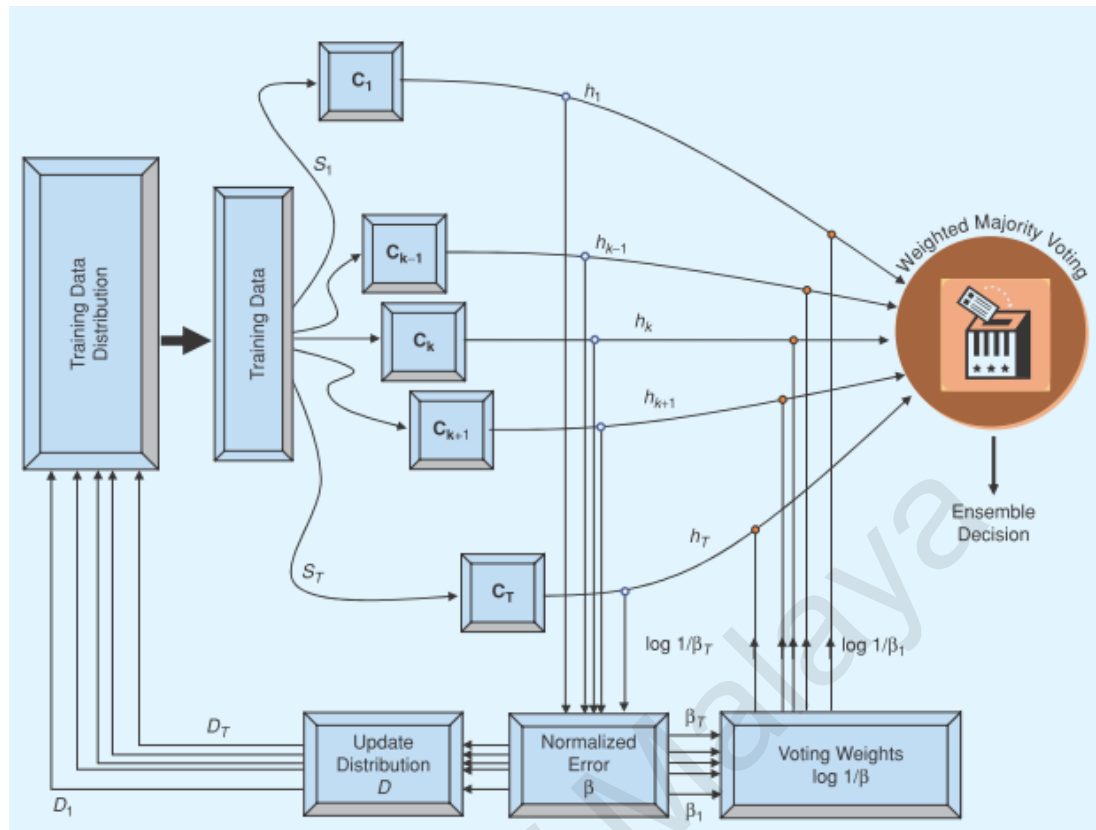 C1
h1
S1
Training Data
Distribution
Training Data
Ck–1
hk–1
Weighted Majority Voting
Ck
hk
Ck+1
hk+1
Ensemble
Decision
ST
CT
hT
log 1/βT
log 1/β1
DT
D1
Update
Distribution
D
Normalized
Error
β
βT
β1
Voting Weights
log 1/β
Malaya